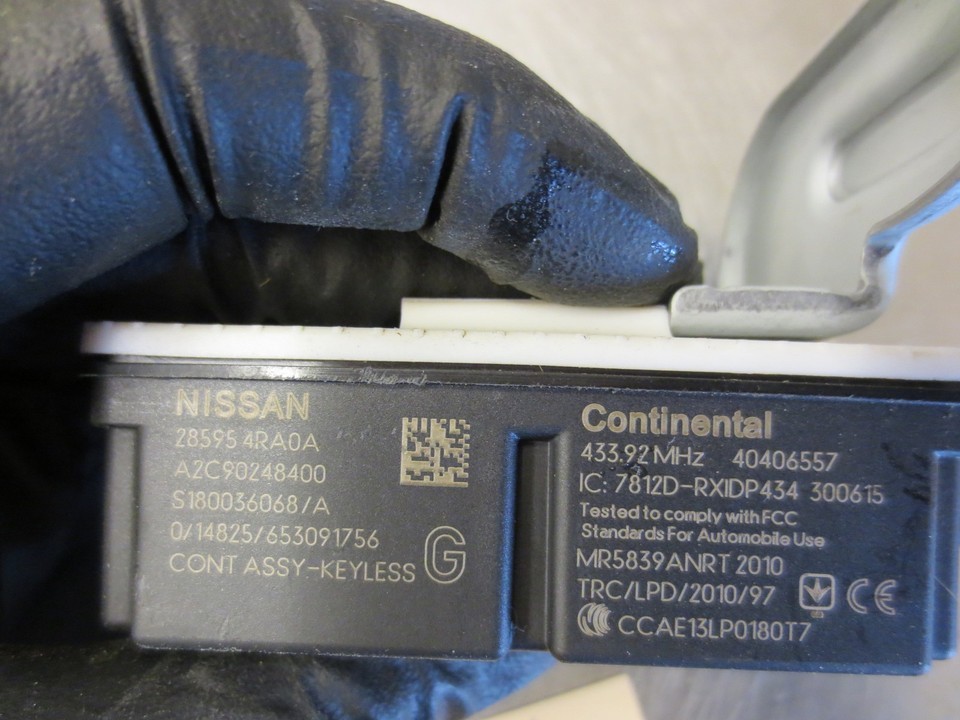 NISSAN
28595 4RA0A
A2C90248400
S180036068/A
0/14825/653091756
CONT ASSY-KEYLESS
G
Continental
433.92 MHz 40406557
IC: 7812D-RXIDP434 300615
Tested to comply with FCC
Standards For Automobile Use
MR5839ANRT 2010
TRC/LPD/2010/97
CE
CCAE13LP0180T7